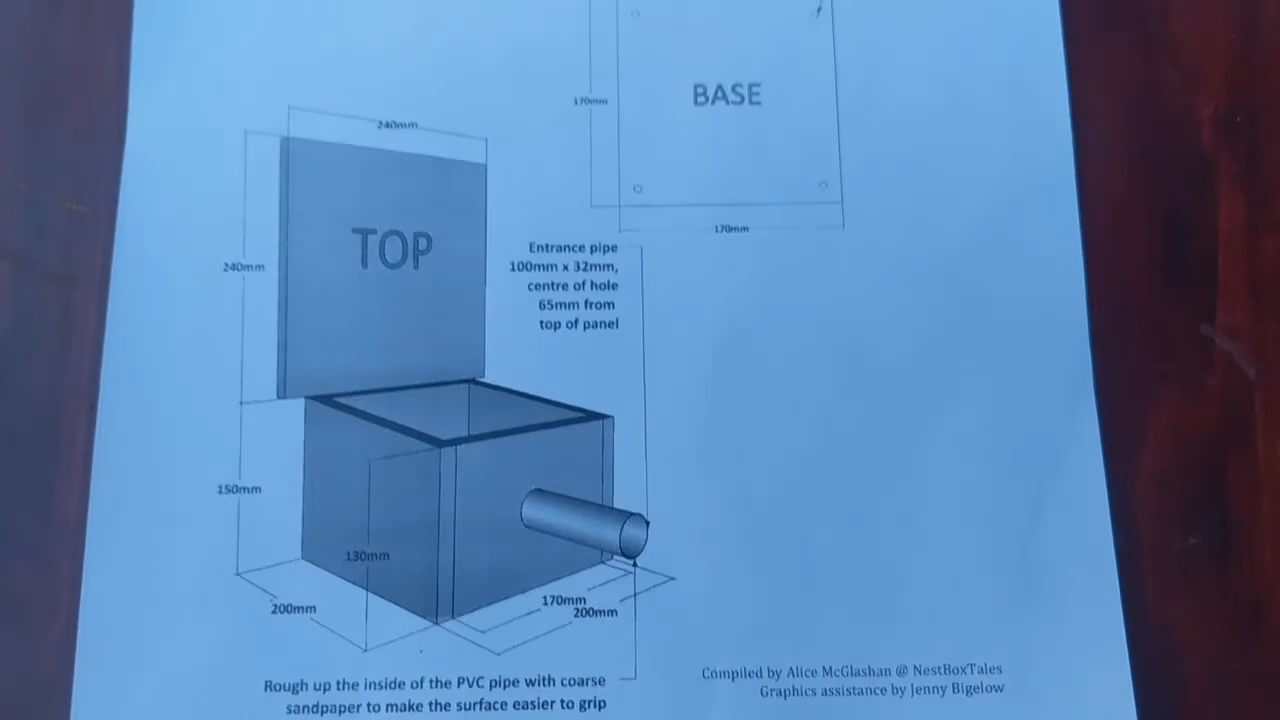 170mm
BASE
170mm
240mm
TOP
240mm
Entrance pipe
100mm x 32mm,
centre of hole
65mm from
top of panel
150mm
130mm
200mm
170mm
200mm
Rough up the inside of the PVC pipe with coarse
sandpaper to make the surface easier to grip
Compiled by Alice McGlashan @ NestBoxTales
Graphics assistance by Jenny Bigelow